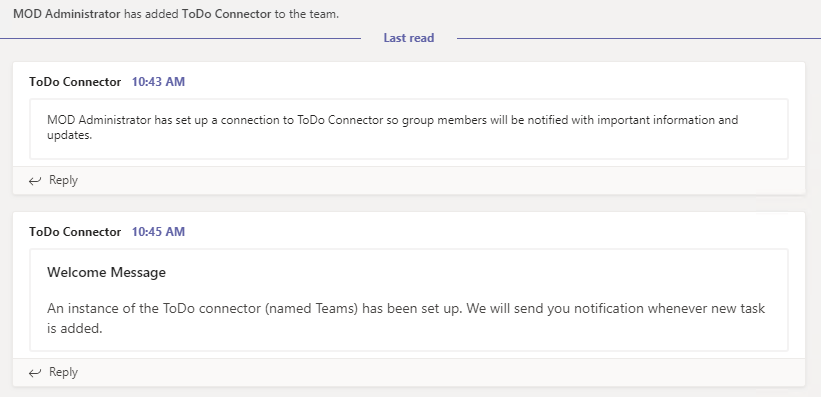 MOD Administrator has added ToDo Connector to the team.
Last read
ToDo Connector 10:43 AM
MOD Administrator has set up a connection to ToDo Connector so group members will be notified with important information and
updates.
Reply
ToDo Connector 10:45 AM
Welcome Message
An instance of the ToDo connector (named Teams) has been set up. We will send you notification whenever new task
is added.
Reply